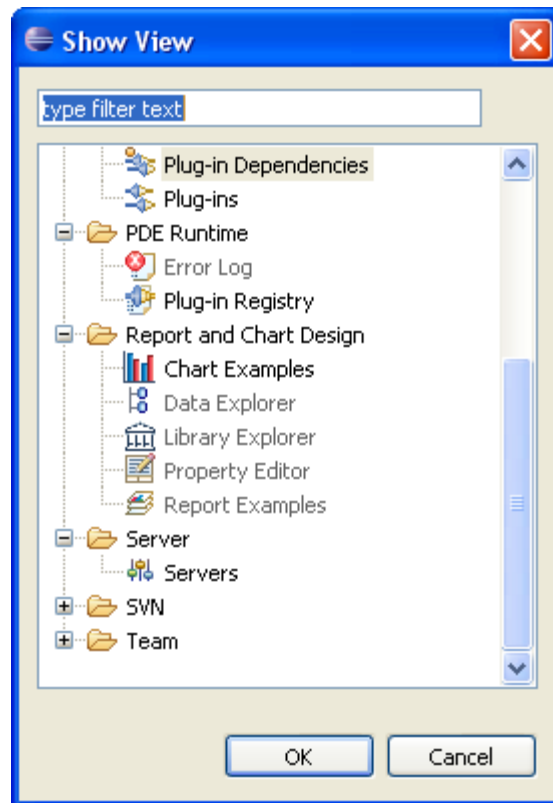 Show View
type filter text
Plug-in Dependencies
Plug-ins
PDE Runtime
Error Log
Plug-in Registry
Report and Chart Design
Chart Examples
Data Explorer
Library Explorer
Property Editor
Report Examples
Server
Servers
SVN
Team
OK Cancel